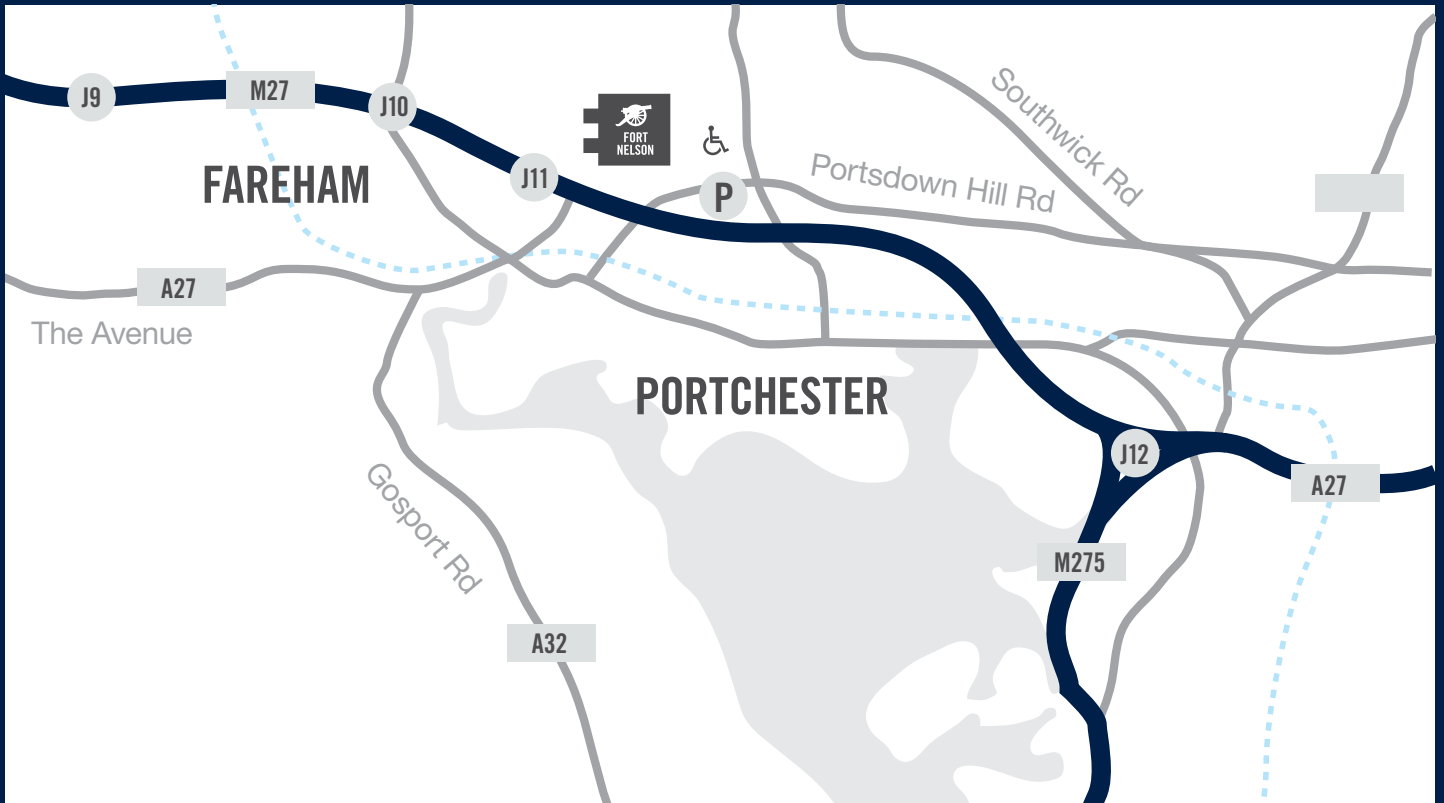 J9
M27
J10
FORT
NELSON
J11
P
FAREHAM
Portsdown Hill Rd
Southwick Rd
A27
The Avenue
PORTCHESTER
J12
A27
Gosport Rd
M275
A32